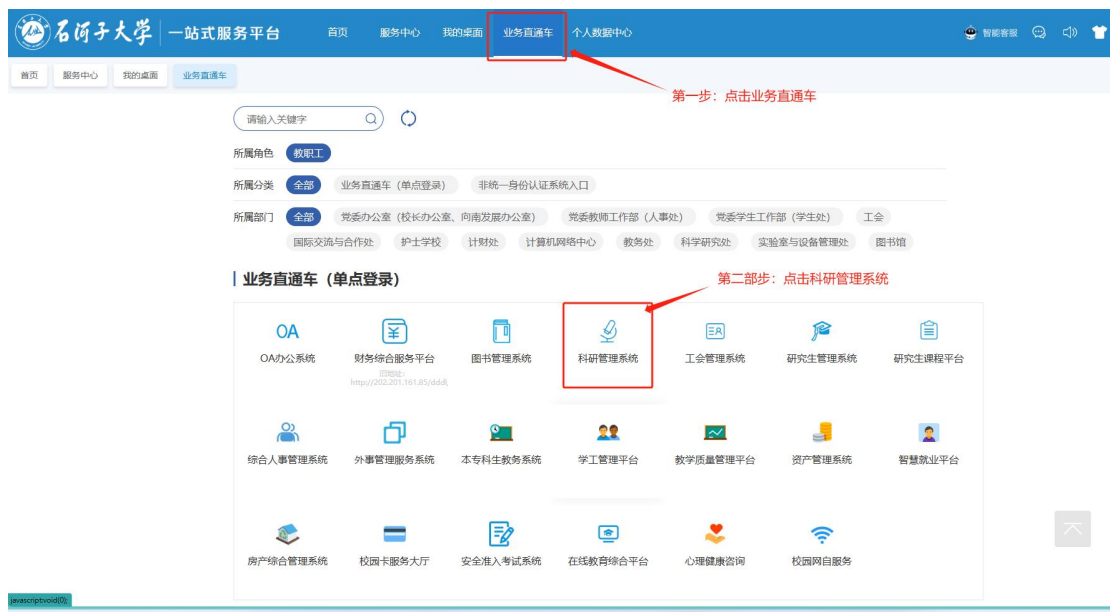 石河子大学 一站式服务平台 首页 服务中心 我的桌面 业务直通车 个人数据中心 智能客服
首页 服务中心 我的桌面 业务直通车
第一步：点击业务直通车
请输入关键字
所属角色 教职工
所属分类 全部 业务直通车（单点登录） 非统一身份认证系统入口
所属部门 全部 党委办公室（校长办公室、向南发展办公室） 党委教师工作部（人事处） 党委学生工作部（学生处） 工会
国际交流与合作处 护士学校 计财处 计算机网络中心 教务处 科学研究处 实验室与设备管理处 图书馆
业务直通车（单点登录）
第二部步：点击科研管理系统
OA
OA办公系统 财务综合服务平台 图书管理系统 科研管理系统 工会管理系统 研究生管理系统 研究生课程平台
旧地址：
http://202.201.161.85/dddl,
综合人事管理系统 外事管理服务系统 本专科生教务系统 学工管理平台 教学质量管理平台 资产管理系统 智慧就业平台
房产综合管理系统 校园卡服务大厅 安全准入考试系统 在线教育综合平台 心理健康咨询 校园网自服务
javascript:void(0);